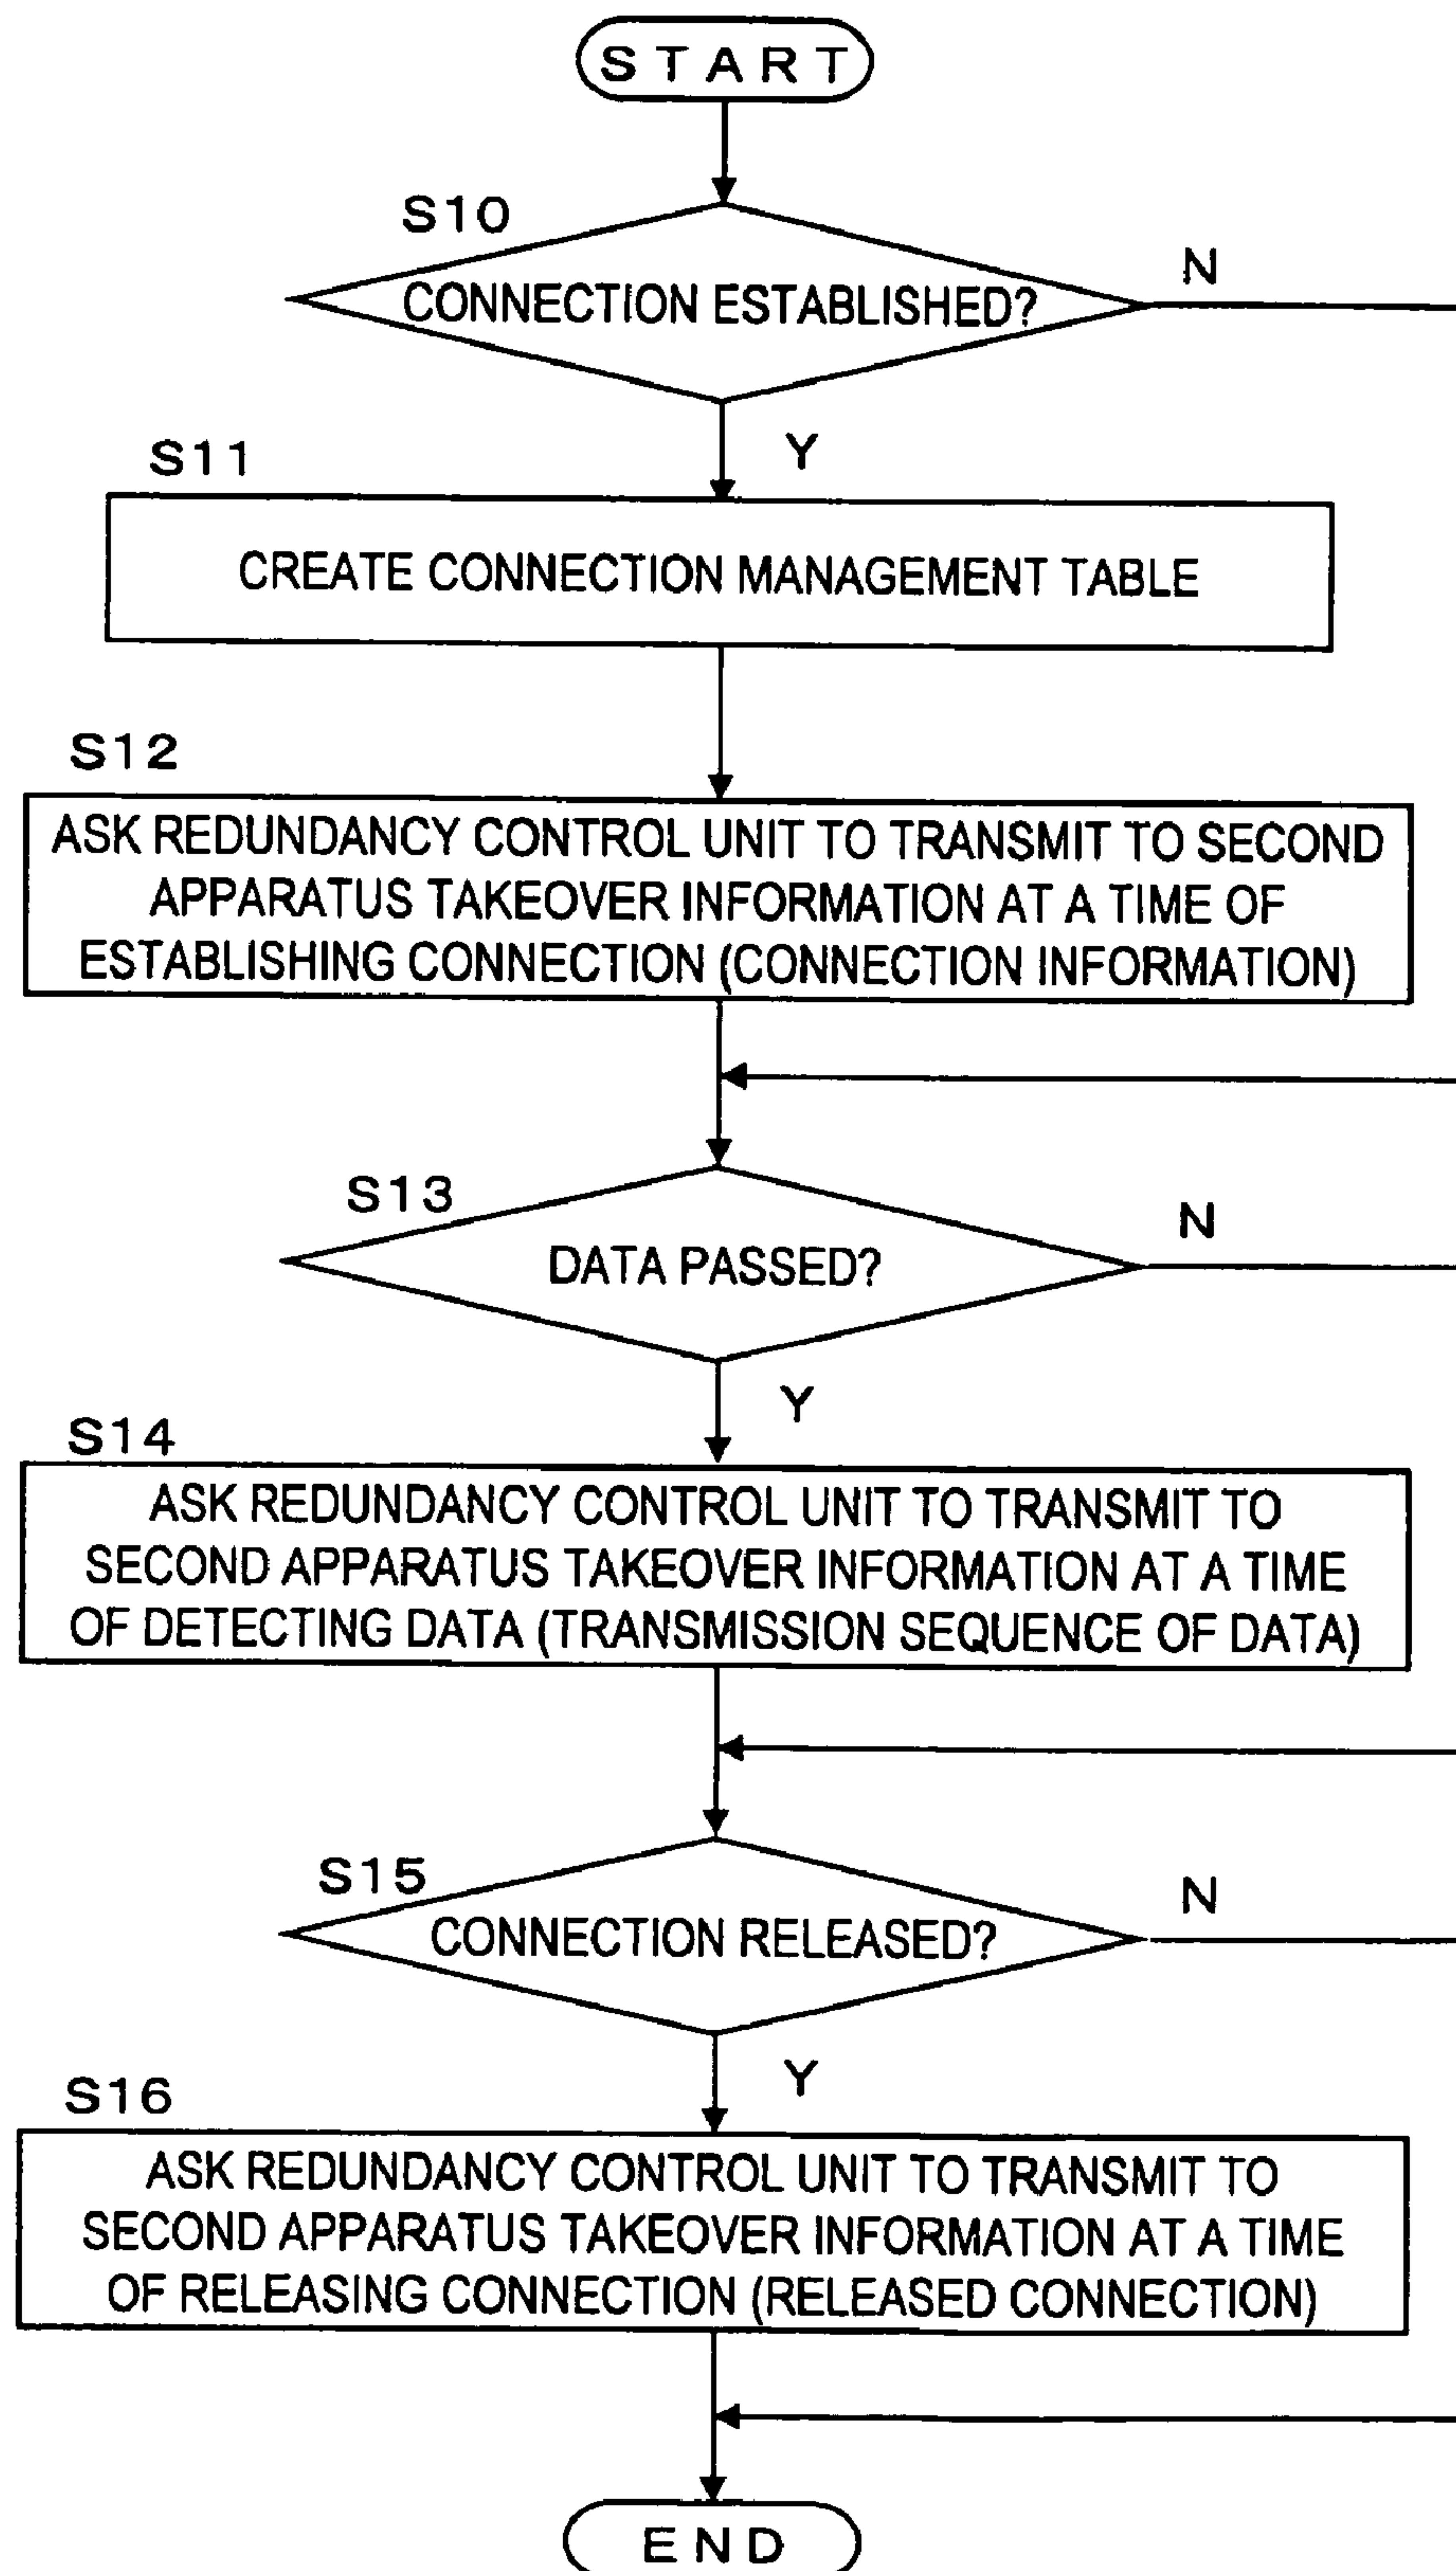 START
S10
N
CONNECTION ESTABLISHED?
Y
S11
CREATE CONNECTION MANAGEMENT TABLE
S12
ASK REDUNDANCY CONTROL UNIT TO TRANSMIT TO SECOND
APPARATUS TAKEOVER INFORMATION AT A TIME OF
ESTABLISHING CONNECTION (CONNECTION INFORMATION)
S13
N
DATA PASSED?
Y
S14
ASK REDUNDANCY CONTROL UNIT TO TRANSMIT TO
SECOND APPARATUS TAKEOVER INFORMATION AT A TIME
OF DETECTING DATA (TRANSMISSION SEQUENCE OF DATA)
S15
N
CONNECTION RELEASED?
Y
S16
ASK REDUNDANCY CONTROL UNIT TO TRANSMIT TO
SECOND APPARATUS TAKEOVER INFORMATION AT A TIME
OF RELEASING CONNECTION (RELEASED CONNECTION)
END